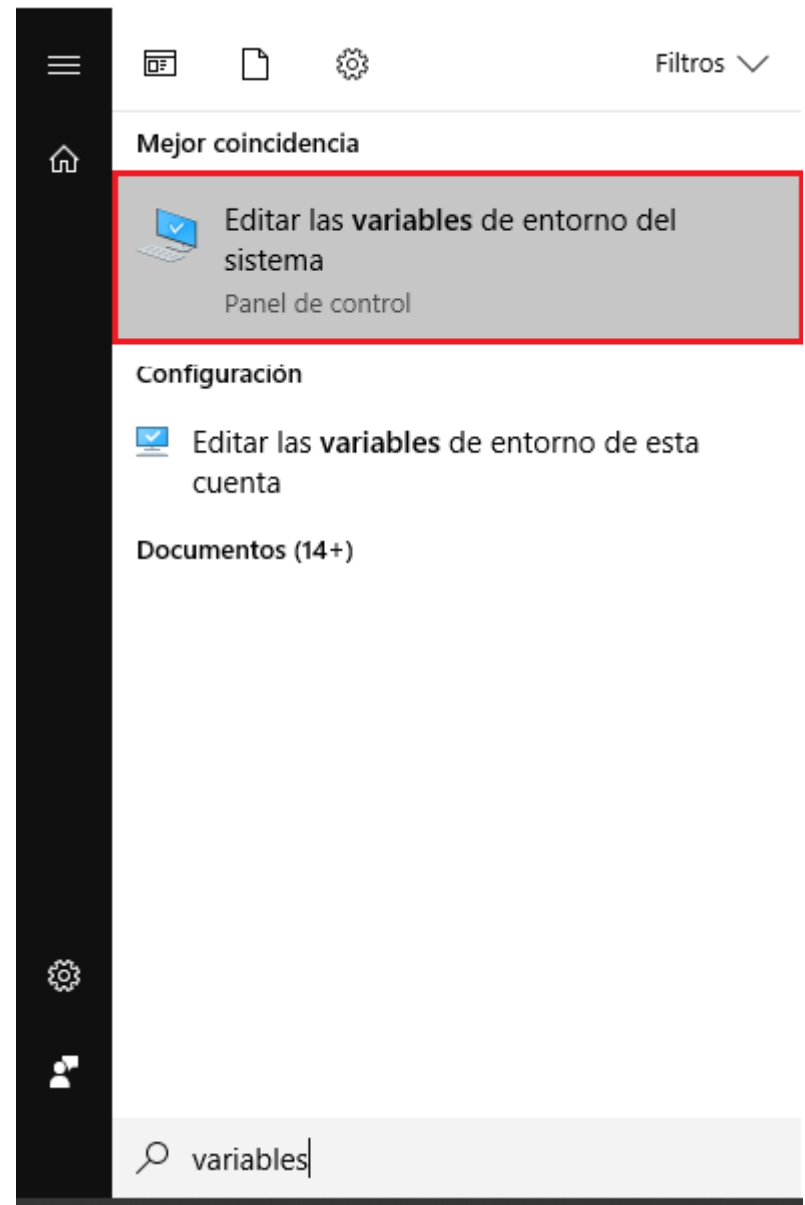 Filtros
Mejor coincidencia
Editar las variables de entorno del
sistema
Panel de control
Configuración
Editar las variables de entorno de esta
cuenta
Documentos (14+)
variables